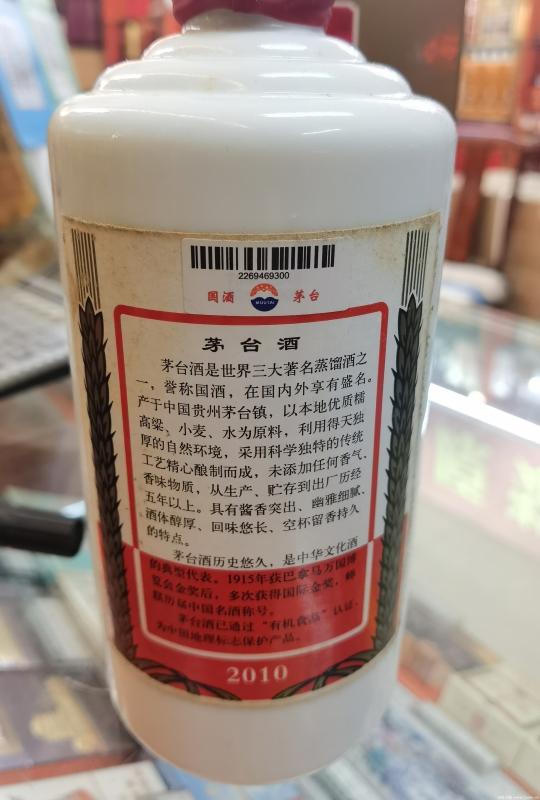 2269469300
国酒 MOUTAI 茅台
茅台酒
茅台酒是世界三大著名蒸馏酒之
一，誉称国酒，在国内外享有盛名。
产于中国贵州茅台镇，以本地优质糯
高粱、小麦、水为原料，利用得天独
厚的自然环境，采用科学独特的传统
工艺精心酿制而成，未添加任何香气、
香味物质，从生产、贮存到出厂历经
五年以上。具有酱香突出、幽雅细腻、
酒体醇厚、回味悠长、空杯留香持久
的特点。
茅台酒历史悠久，是中华文化酒
的典型代表。1915年获巴拿马万国博
览会金奖后，多次获得国际金奖，蝉
联历届中国名酒称号。
茅台酒已通过“有机食品”认证、
为中国地理标志保护产品。
2010